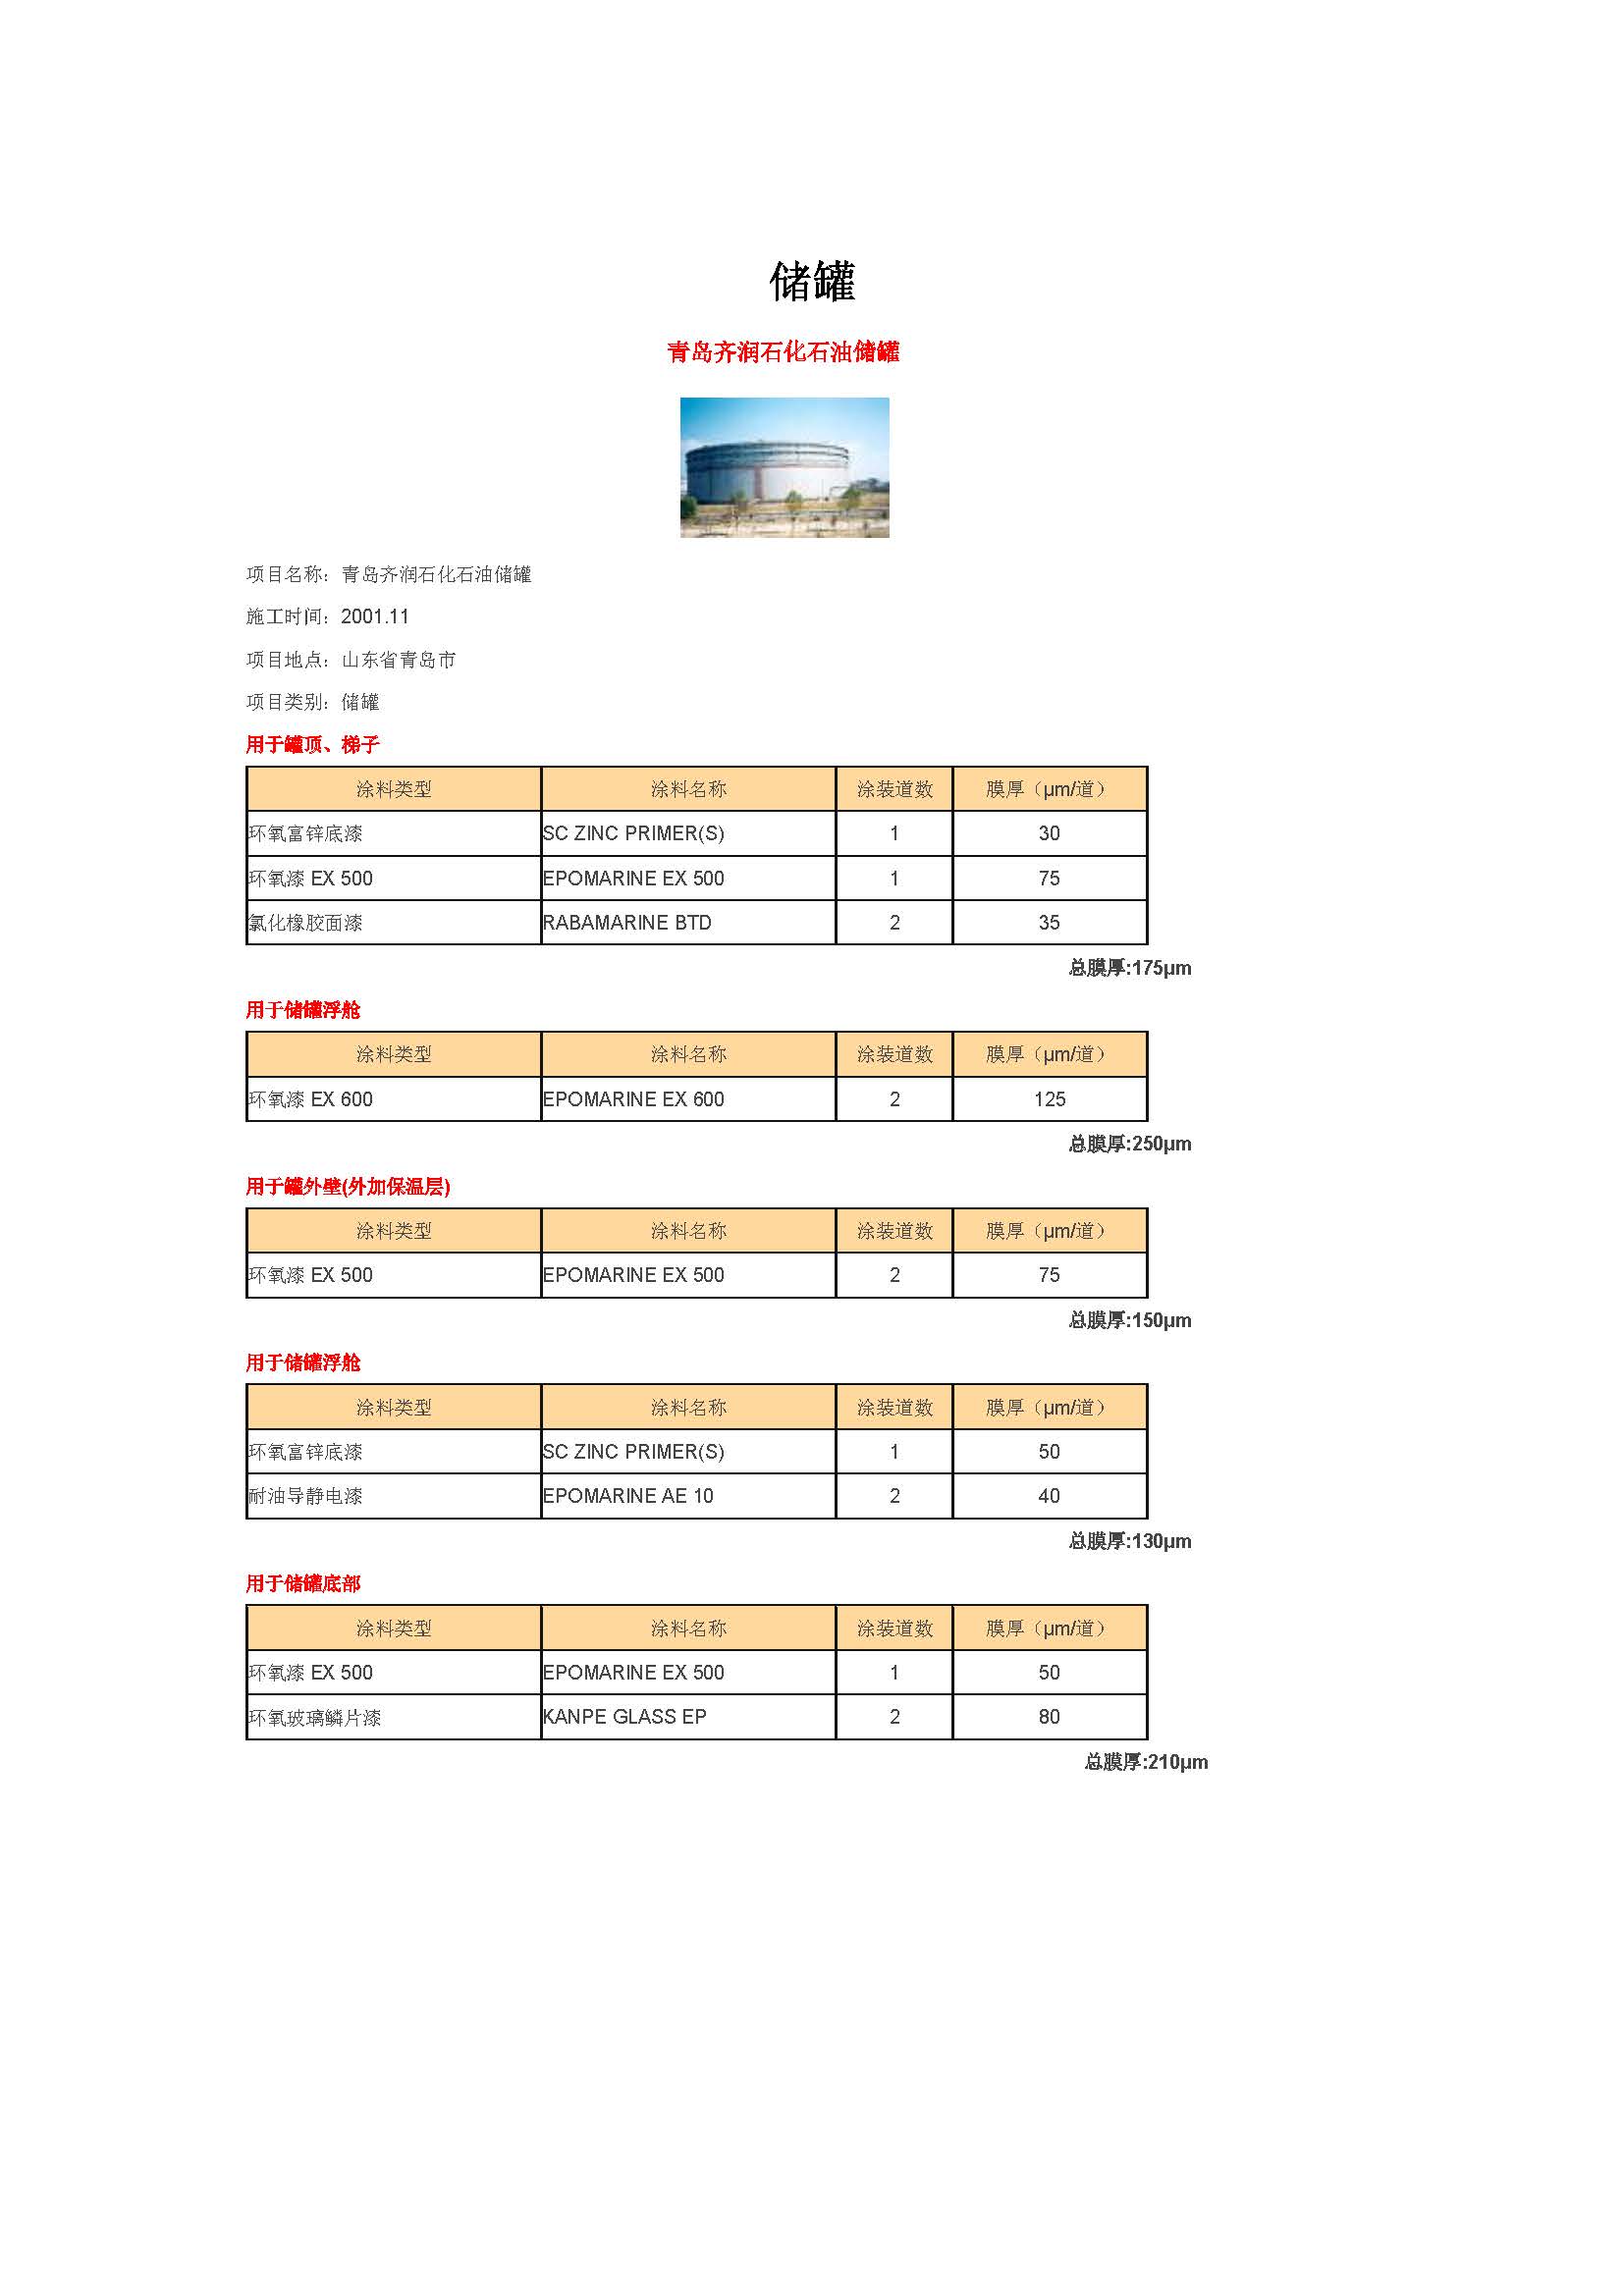 储罐
青岛齐润石化石油储罐
项目名称：青岛齐润石化石油储罐
施工时间：2001.11
项目地点：山东省青岛市
项目类别：储罐
用于罐顶、梯子
涂料类型 涂料名称 涂装道数 膜厚（μm/道）
环氧富锌底漆 SC ZINC PRIMER(S) 1 30
环氧漆 EX 500 EPOMARINE EX 500 1 75
氯化橡胶面漆 RABAMARINE BTD 2 35
总膜厚:175μm
用于储罐浮舱
涂料类型 涂料名称 涂装道数 膜厚（μm/道）
环氧漆 EX 600 EPOMARINE EX 600 2 125
总膜厚:250μm
用于罐外壁(外加保温层)
涂料类型 涂料名称 涂装道数 膜厚（μm/道）
环氧漆 EX 500 EPOMARINE EX 500 2 75
总膜厚:150μm
用于储罐浮舱
涂料类型 涂料名称 涂装道数 膜厚（μm/道）
环氧富锌底漆 SC ZINC PRIMER(S) 1 50
耐油导静电漆 EPOMARINE AE 10 2 40
总膜厚:130μm
用于储罐底部
涂料类型 涂料名称 涂装道数 膜厚（μm/道）
环氧漆 EX 500 EPOMARINE EX 500 1 50
环氧玻璃鳞片漆 KANPE GLASS EP 2 80
总膜厚:210μm